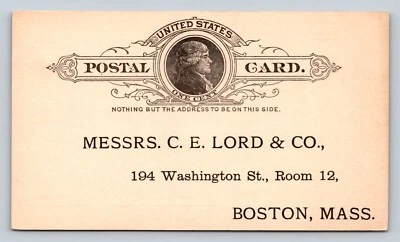 UNITED STATES
POSTAL CARD.
ONE CENT
NOTHING BUT THE ADDRESS TO BE ON THIS SIDE.
MESSRS. C. E. LORD & CO.,
194 Washington St., Room 12,
BOSTON, MASS.